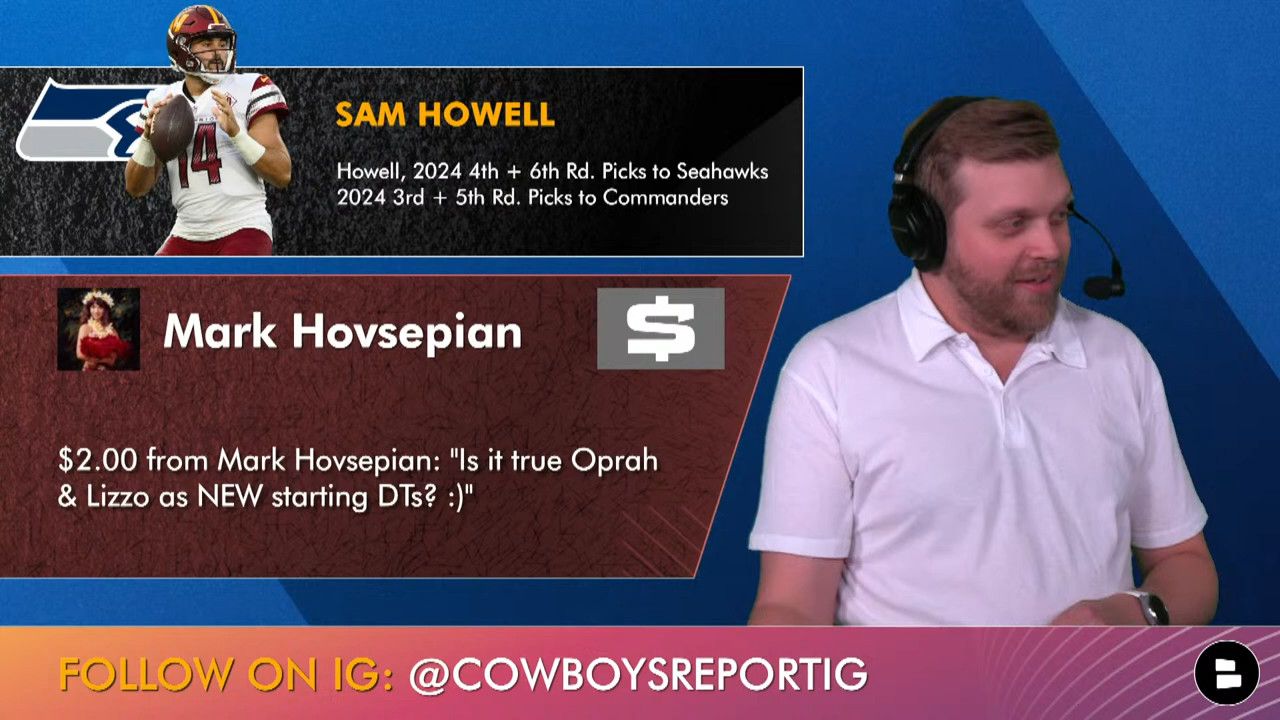 SAM HOWELL
Howell, 2024 4th + 6th Rd. Picks to Seahawks
2024 3rd + 5th Rd. Picks to Commanders
14
Mark Hovsepian
$
$2.00 from Mark Hovsepian: "Is it true Oprah
& Lizzo as NEW starting DTs? :)"
FOLLOW ON IG: @COWBOYSREPORTIG